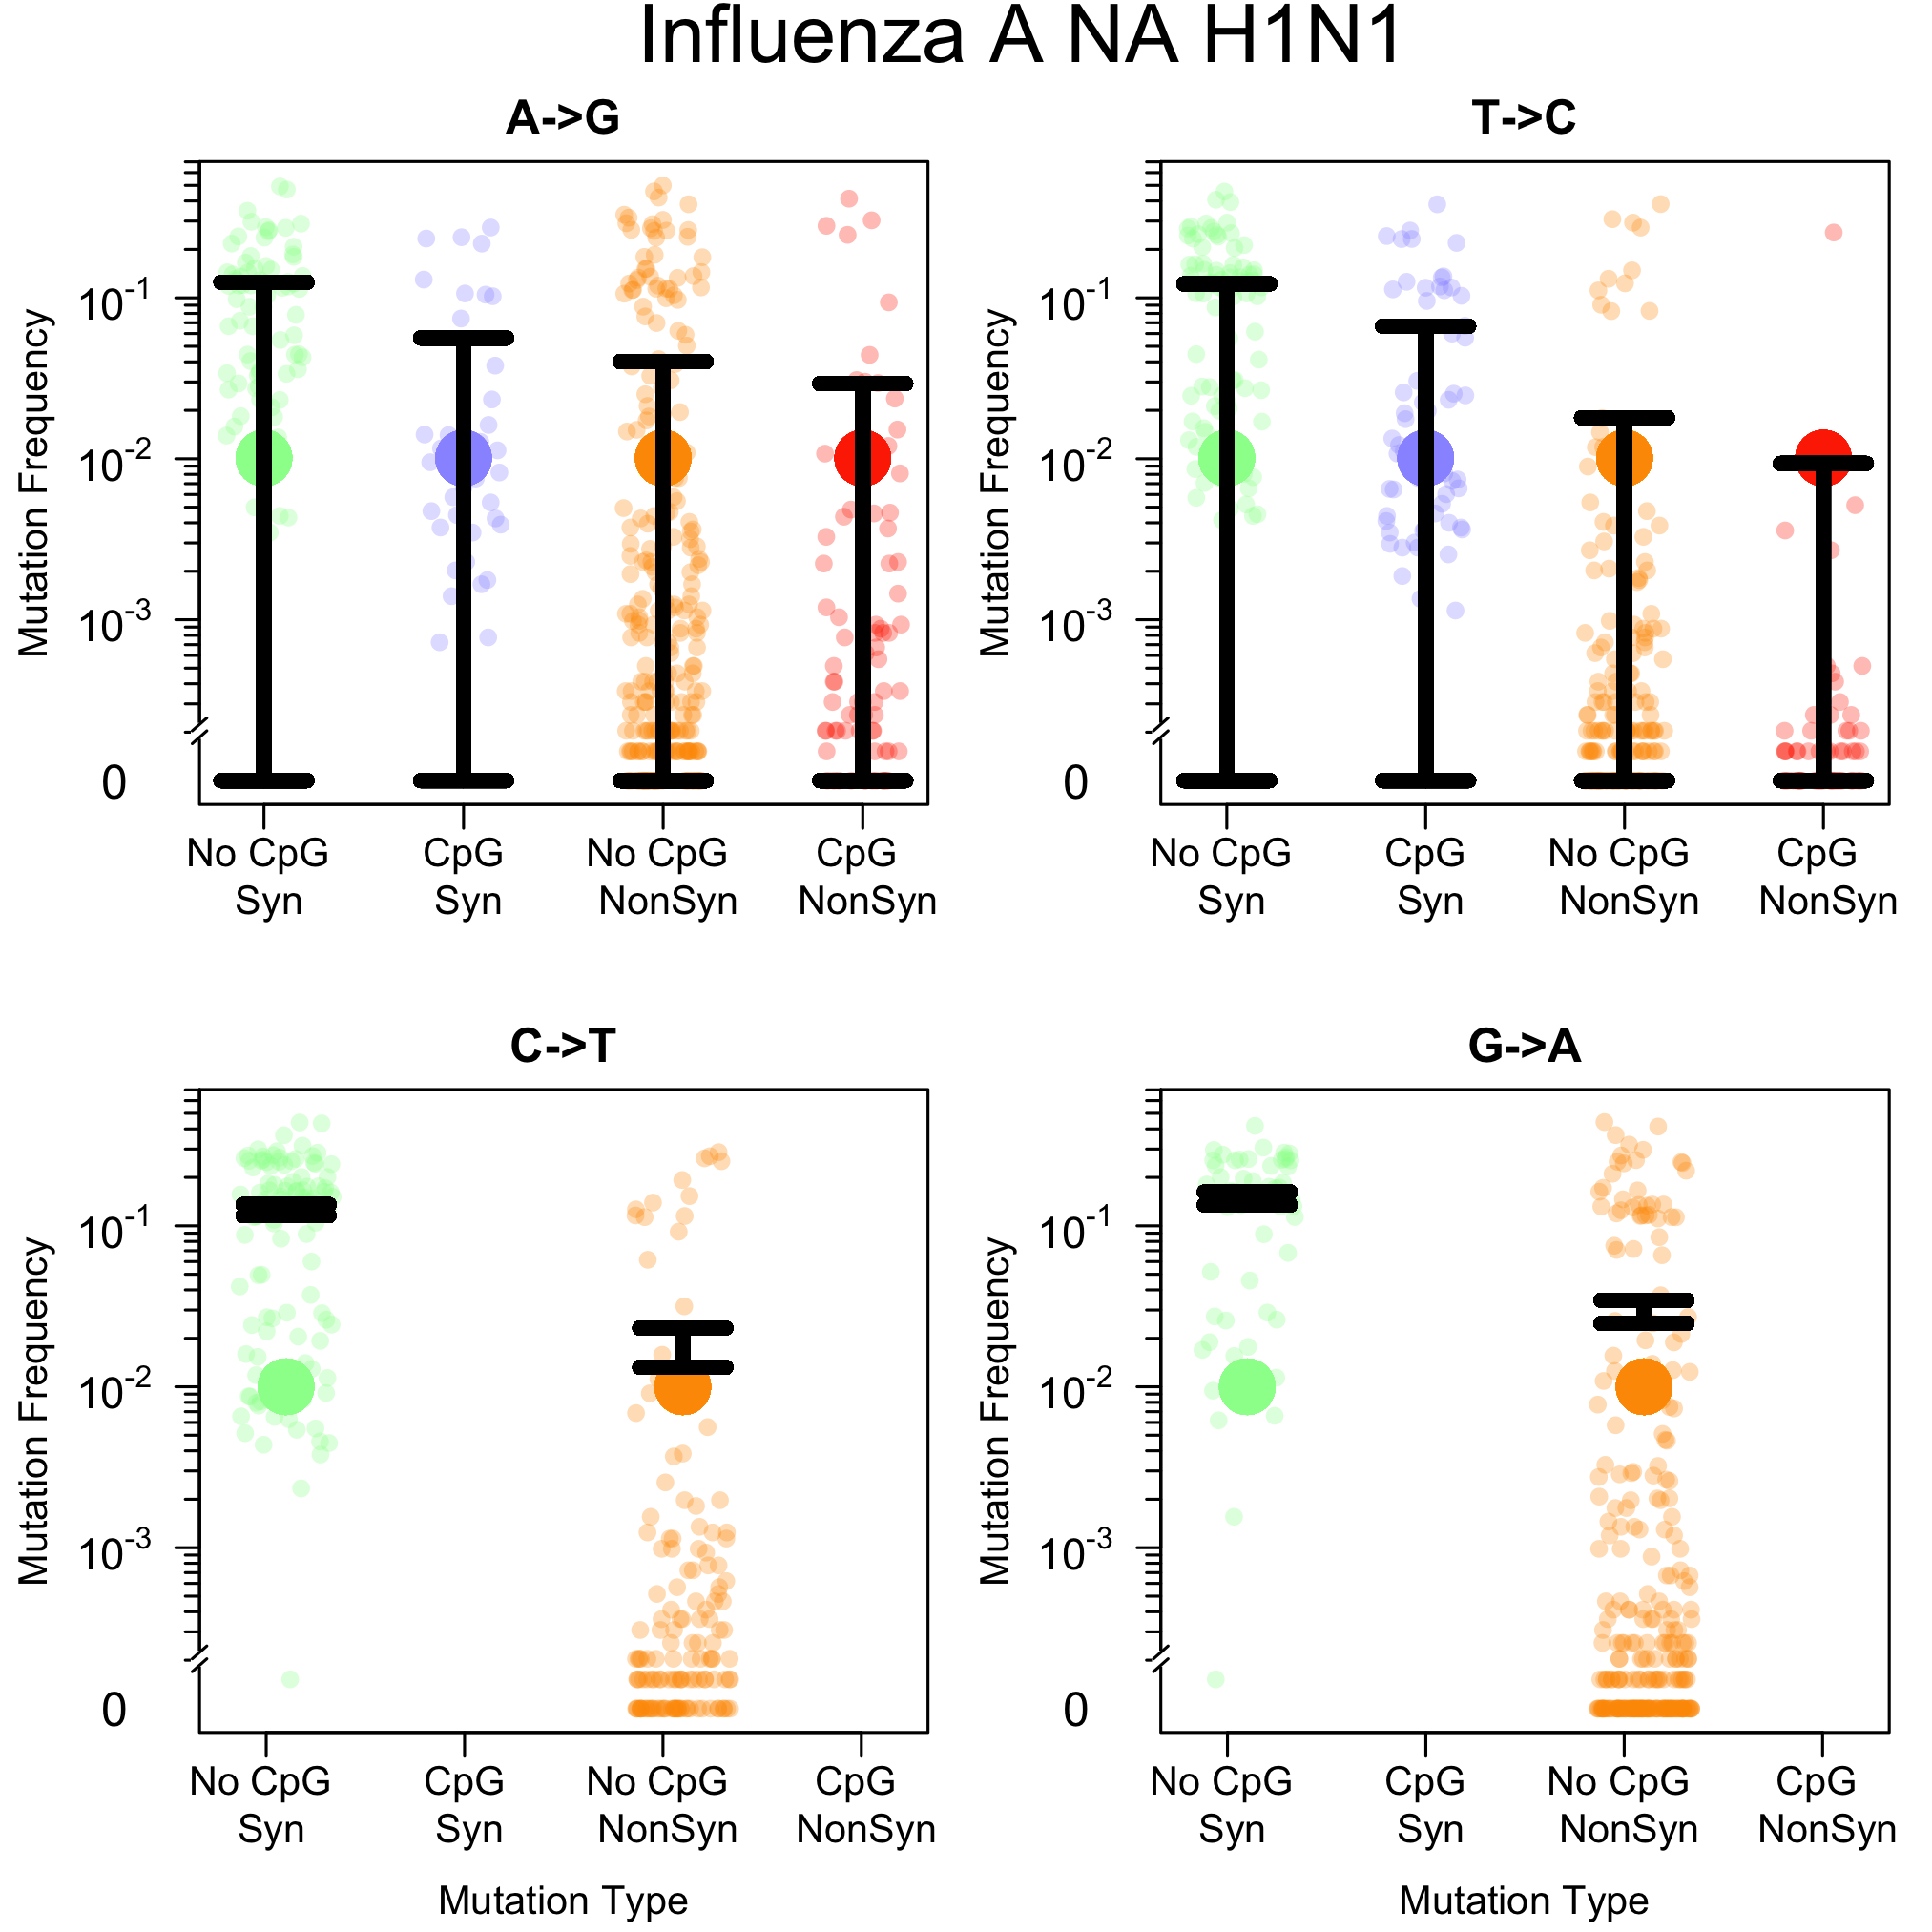 Influenza A NA H1N1
A->G
Mutation Frequency
10-1
10-2
10-3
0
No CpG Syn
CpG Syn
No CpG NonSyn
CpG NonSyn
T->C
Mutation Frequency
10-1
10-2
10-3
0
No CpG Syn
CpG Syn
No CpG NonSyn
CpG NonSyn
C->T
Mutation Frequency
10-1
10-2
10-3
0
No CpG Syn
CpG Syn
No CpG NonSyn
CpG NonSyn
Mutation Type
G->A
Mutation Frequency
10-1
10-2
10-3
0
No CpG Syn
CpG Syn
No CpG NonSyn
CpG NonSyn
Mutation Type